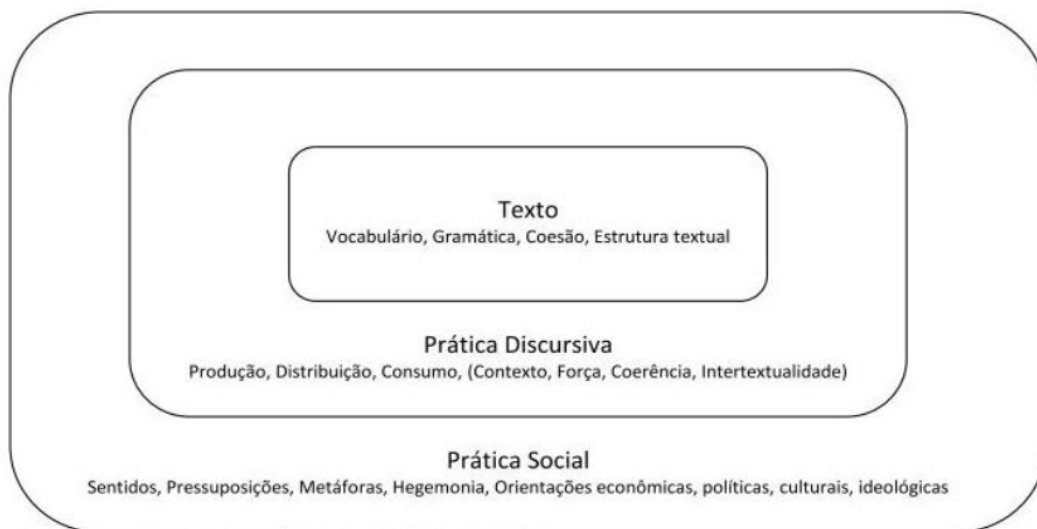 Texto
Vocabulário, Gramática, Coesão, Estrutura textual
Prática Discursiva
Produção, Distribuição, Consumo, (Contexto, Força, Coerência, Intertextualidade)
Prática Social
Sentidos, Pressuposições, Metáforas, Hegemonia, Orientações econômicas, políticas, culturais, ideológicas